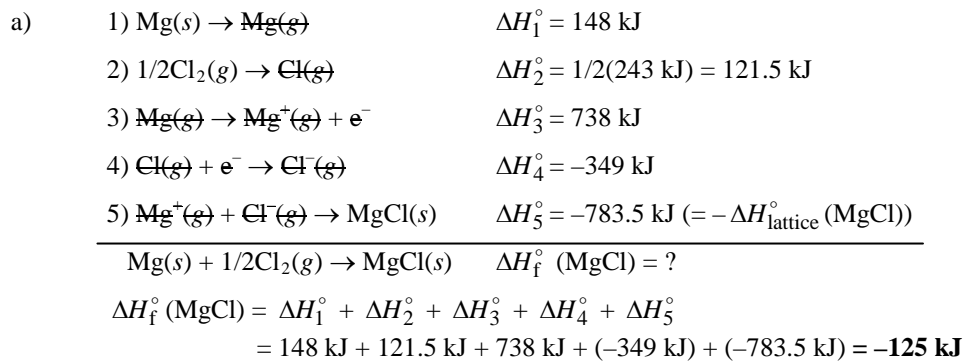 a) 1) Mg(s) → Mg(g) ΔH°1 = 148 kJ
2) 1/2Cl₂(g) → Cl(g) ΔH°2 = 1/2(243 kJ) = 121.5 kJ
3) Mg(g) → Mg⁺(g) + e⁻ ΔH°3 = 738 kJ
4) Cl(g) + e⁻ → Cl⁻(g) ΔH°4 = –349 kJ
5) Mg⁺(g) + Cl⁻(g) → MgCl(s) ΔH°5 = –783.5 kJ (= – ΔH°lattice (MgCl))
Mg(s) + 1/2Cl₂(g) → MgCl(s) ΔH°f (MgCl) = ?
ΔH°f (MgCl) = ΔH°1 + ΔH°2 + ΔH°3 + ΔH°4 + ΔH°5
= 148 kJ + 121.5 kJ + 738 kJ + (–349 kJ) + (–783.5 kJ) = –125 kJ